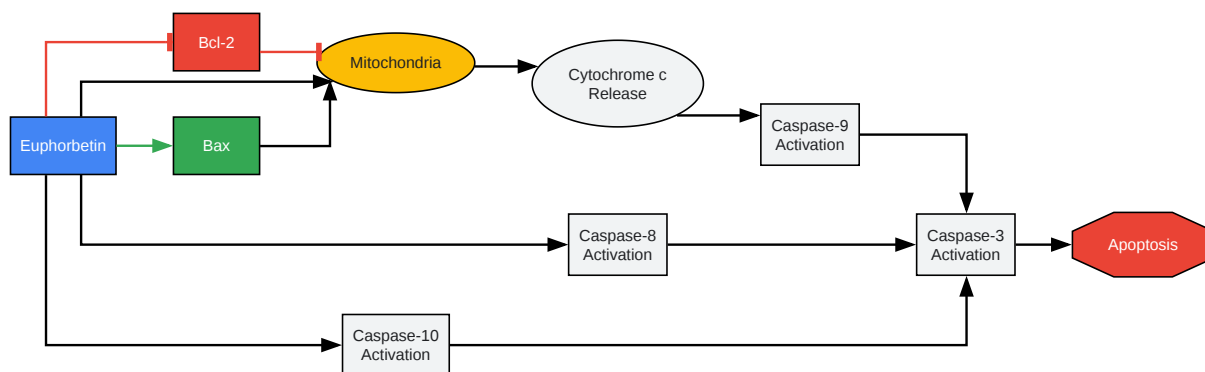 Bcl-2
Mitochondria
Cytochrome c
Release
Euphorbetin
Bax
Caspase-9
Activation
Caspase-8
Activation
Caspase-3
Activation
Apoptosis
Caspase-10
Activation